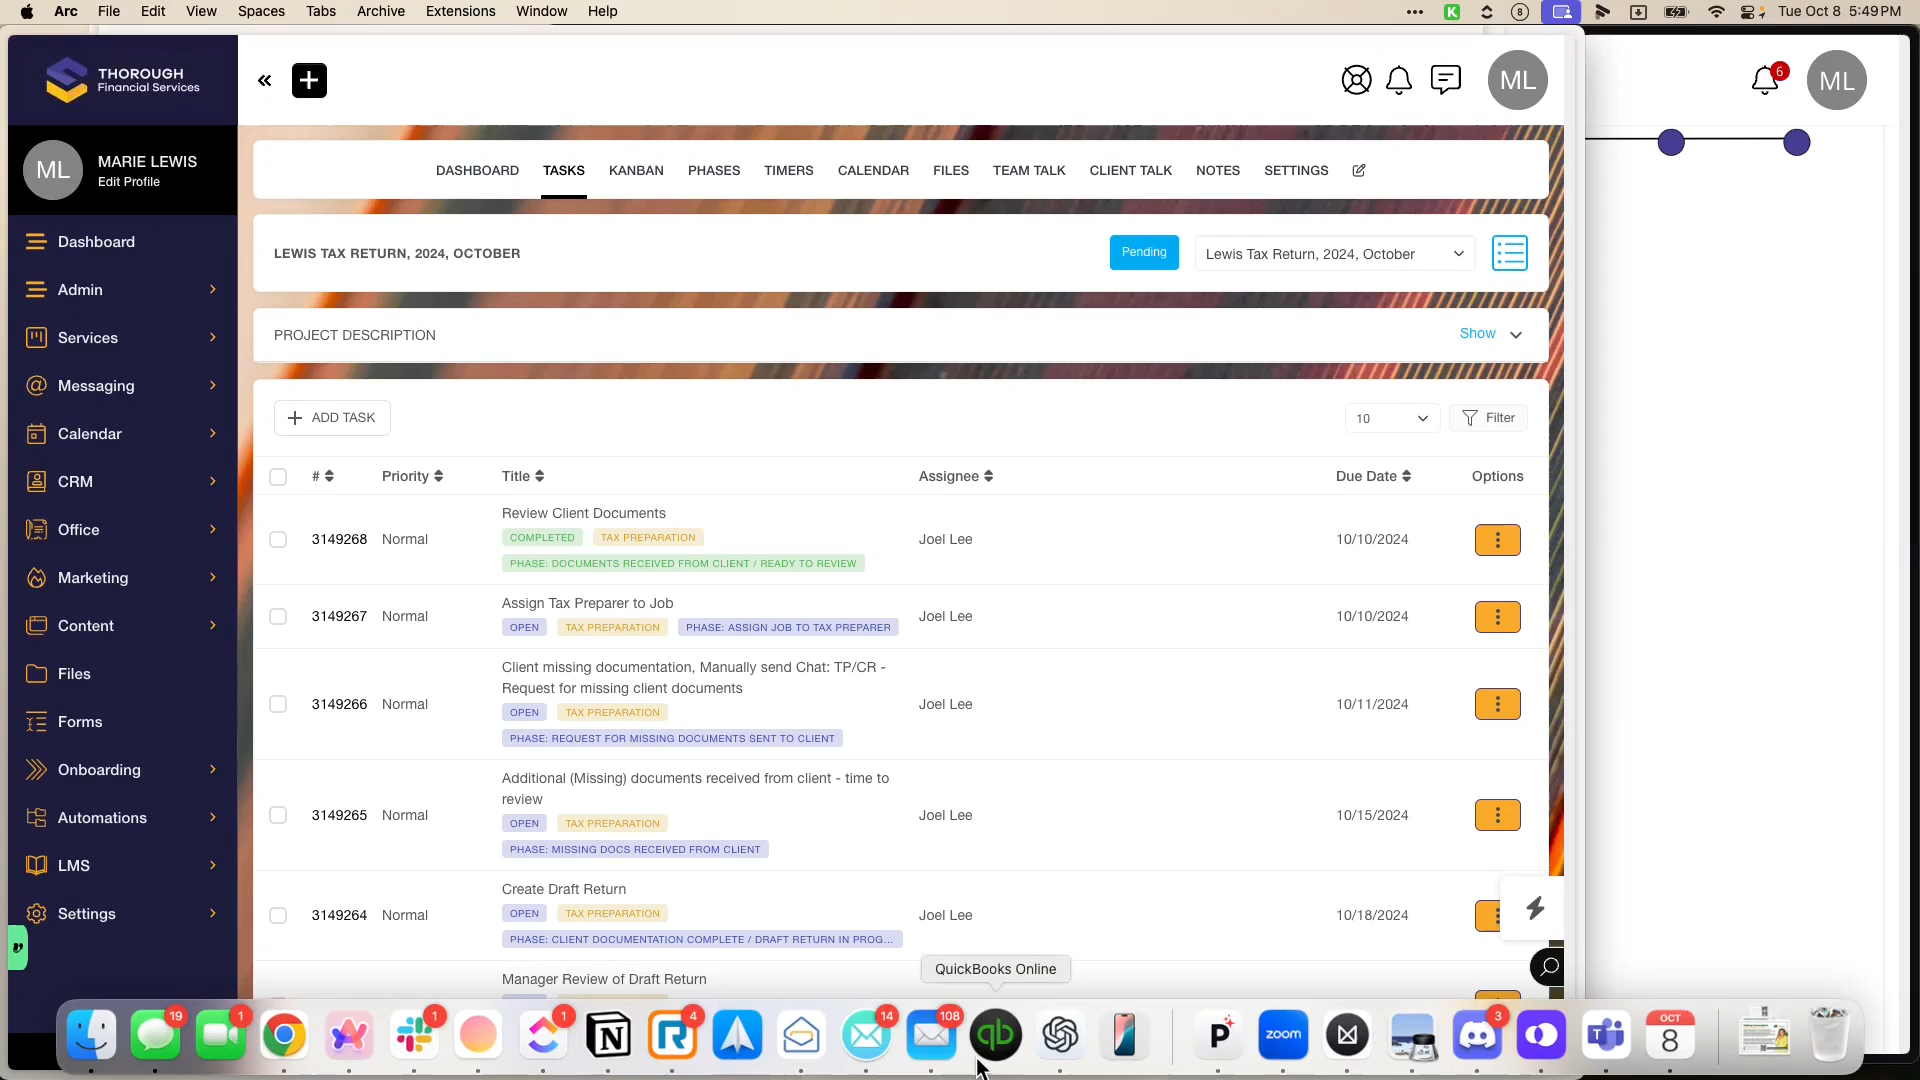 Arc File Edit View Spaces Tabs Archive Extensions Window Help
8 Tue Oct 8 5:49 PM
THOROUGH
Financial Services
ML
ML
6
ML
MARIE LEWIS
Edit Profile
DASHBOARD TASKS KANBAN PHASES TIMERS CALENDAR FILES TEAM TALK CLIENT TALK NOTES SETTINGS
Dashboard
Admin
Services
Messaging
Calendar
CRM
Office
Marketing
Content
Files
Forms
Onboarding
Automations
LMS
Settings
LEWIS TAX RETURN, 2024, OCTOBER
Pending
Lewis Tax Return, 2024, October
PROJECT DESCRIPTION
Show
ADD TASK
10
Filter
# Priority Title Assignee Due Date Options
Review Client Documents
3149268 Normal COMPLETED TAX PREPARATION Joel Lee 10/10/2024
PHASE: DOCUMENTS RECEIVED FROM CLIENT / READY TO REVIEW
Assign Tax Preparer to Job
3149267 Normal OPEN TAX PREPARATION PHASE: ASSIGN JOB TO TAX PREPARER Joel Lee 10/10/2024
Client missing documentation, Manually send Chat: TP/CR -
Request for missing client documents
3149266 Normal OPEN TAX PREPARATION Joel Lee 10/11/2024
PHASE: REQUEST FOR MISSING DOCUMENTS SENT TO CLIENT
Additional (Missing) documents received from client - time to
review
3149265 Normal OPEN TAX PREPARATION Joel Lee 10/15/2024
PHASE: MISSING DOCS RECEIVED FROM CLIENT
Create Draft Return
3149264 Normal OPEN TAX PREPARATION Joel Lee 10/18/2024
PHASE: CLIENT DOCUMENTATION COMPLETE / DRAFT RETURN IN PROG...
Manager Review of Draft Return
QuickBooks Online
19 1 1 1 4 14 108 3
N R qb P zoom OCT
8